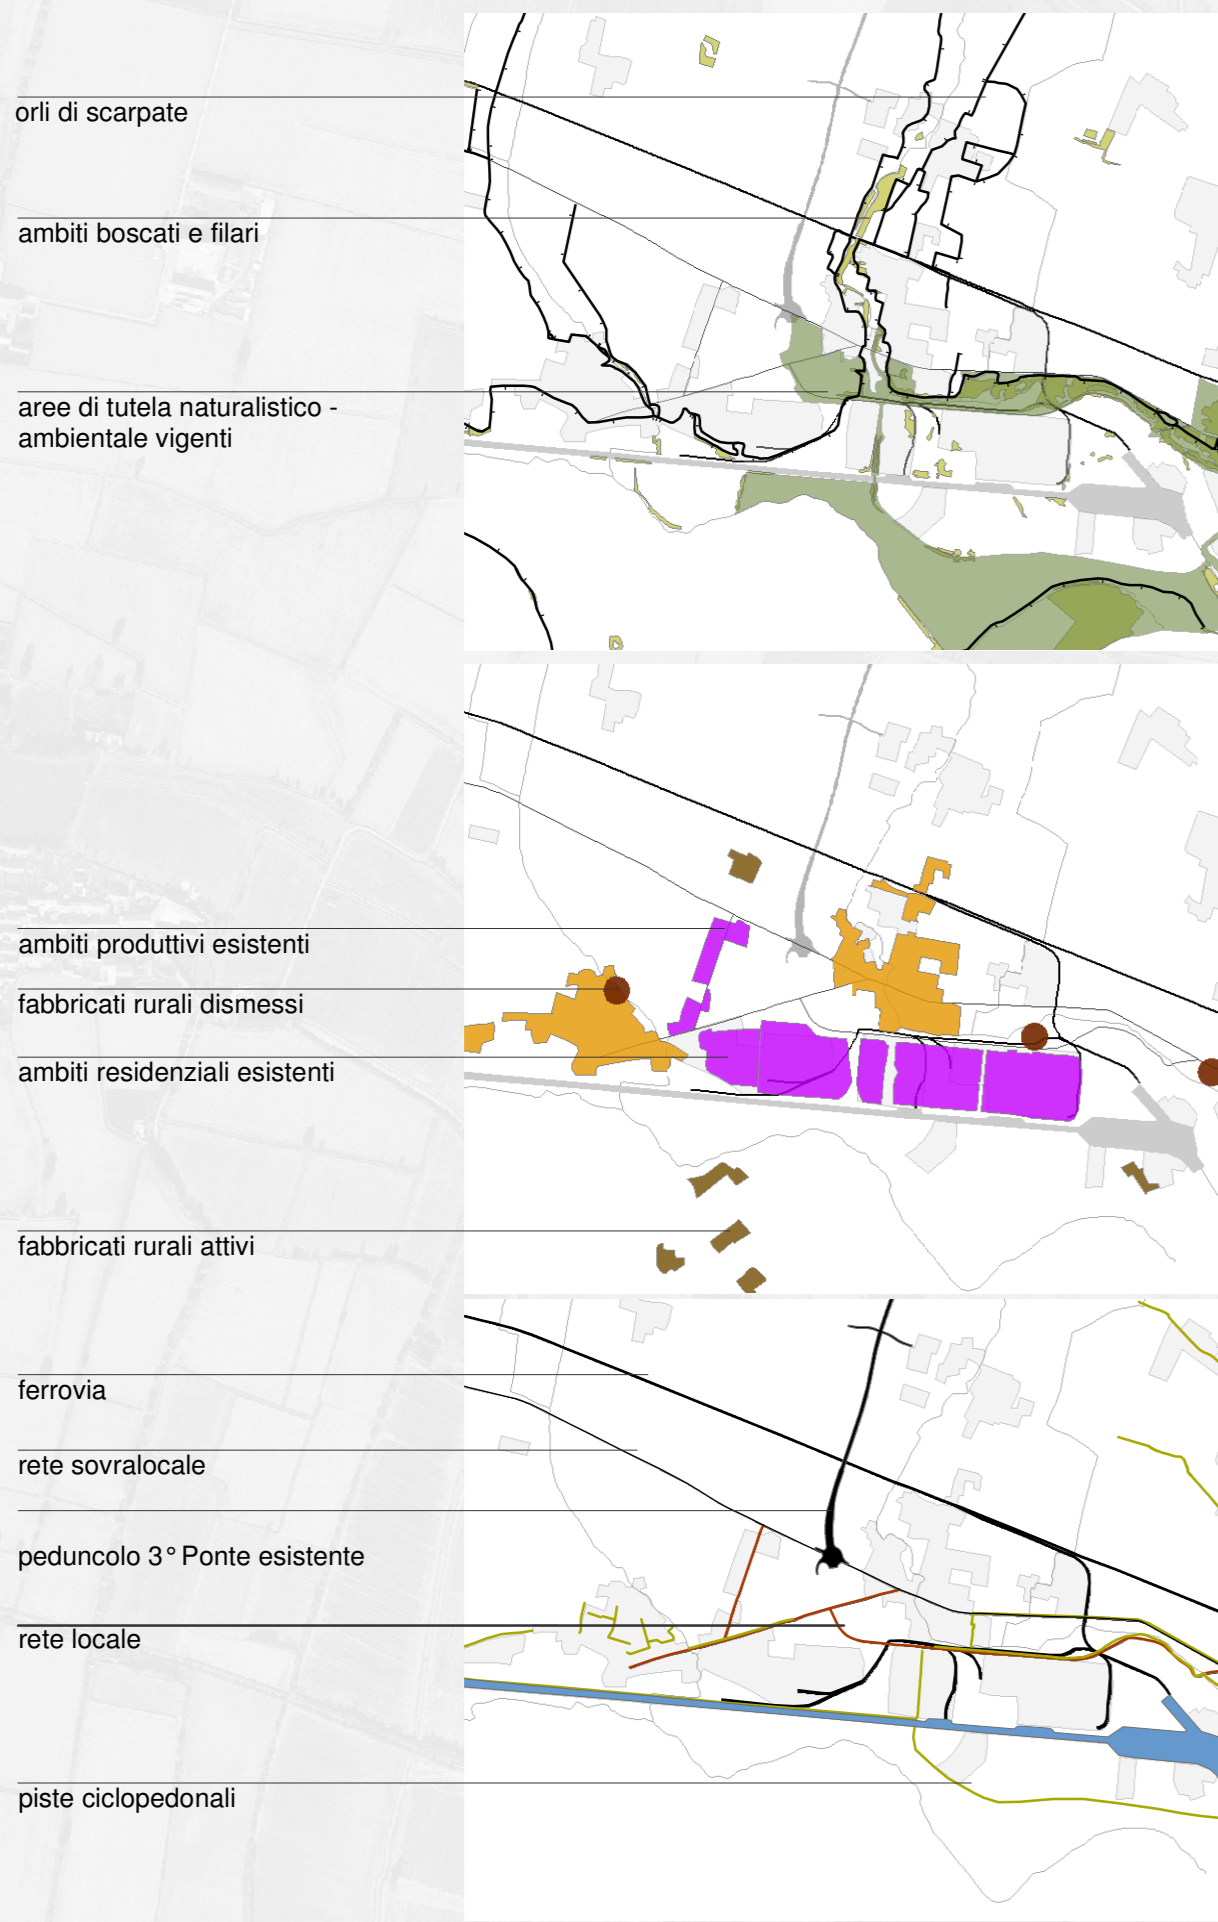 orli di scarpate
ambiti boscati e filari
aree di tutela naturalistico -
ambientale vigenti
ambiti produttivi esistenti
fabbricati rurali dismessi
ambiti residenziali esistenti
fabbricati rurali attivi
ferrovia
rete sovralocale
peduncolo 3° Ponte esistente
rete locale
piste ciclopedonali